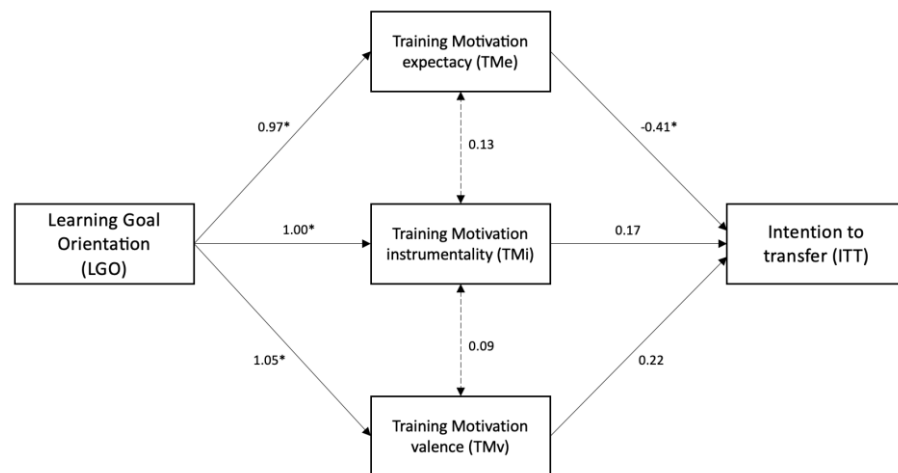 Training Motivation
expectacy (TMe)
0.97*
-0.41*
0.13
Learning Goal
Orientation
(LGO)
1.00*
Training Motivation
instrumentality (TMi)
0.17
Intention to
transfer (ITT)
0.09
1.05*
0.22
Training Motivation
valence (TMv)